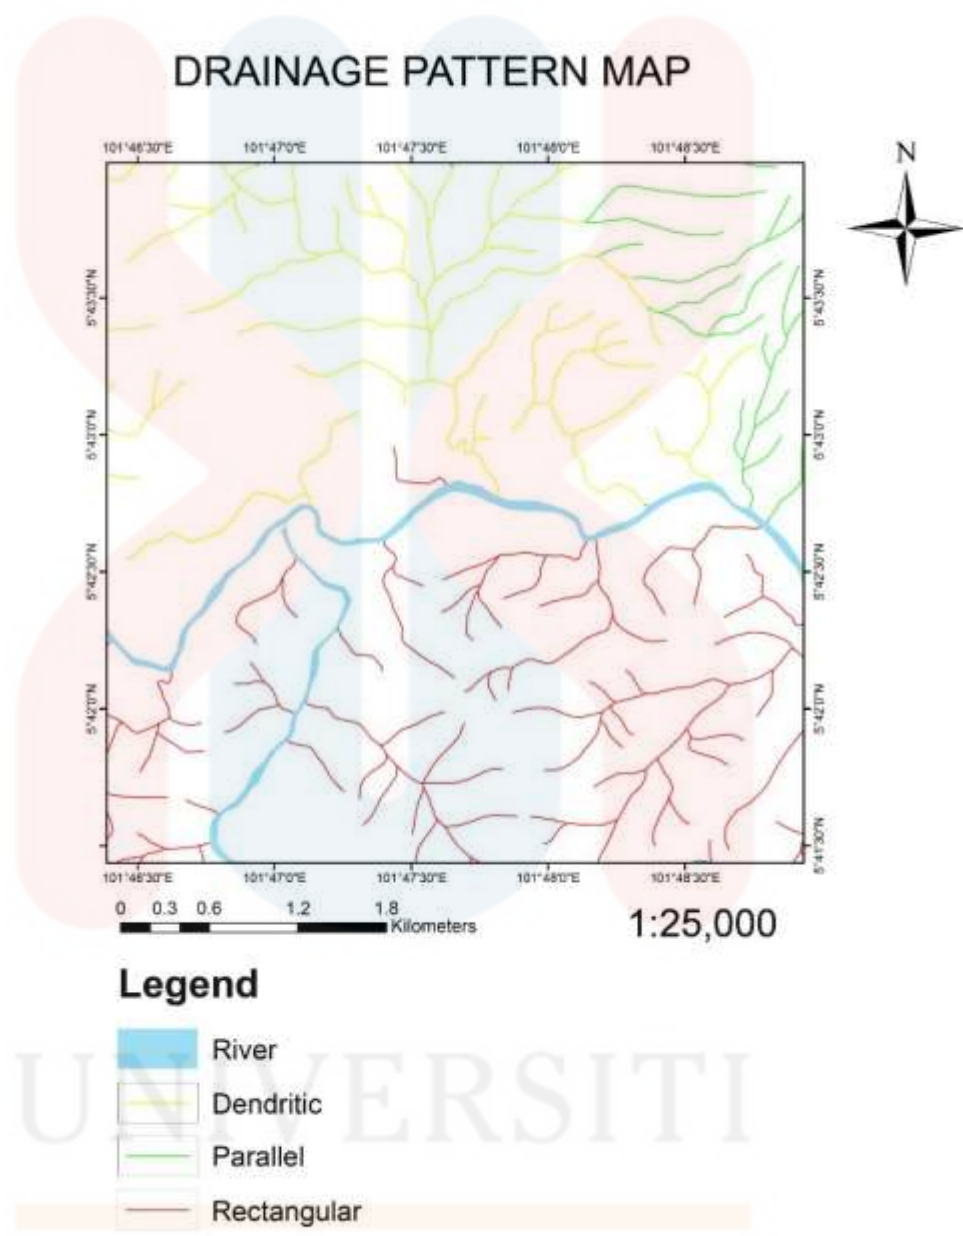 DRAINAGE PATTERN MAP
N
101°46'30"E 101°47'0"E 101°47'30"E 101°48'0"E 101°48'30"E
5°43'30"N 5°43'30"N
5°43'0"N 5°43'0"N
5°42'30"N 5°42'30"N
5°42'0"N 5°42'0"N
5°41'30"N
101°46'30"E 101°47'0"E 101°47'30"E 101°48'0"E 101°48'30"E
0 0.3 0.6 1.2 1.8
Kilometers
1:25,000
Legend
River
UNIVERSITI
Dendritic
Parallel
Rectangular